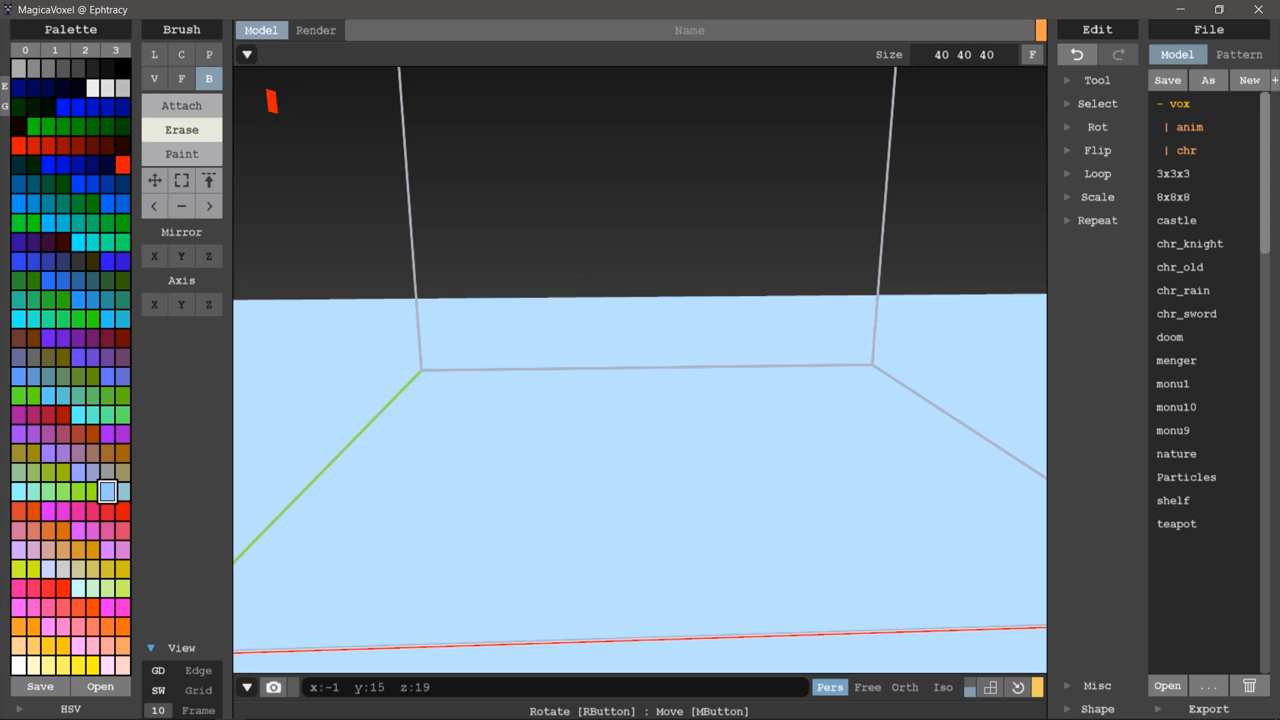 MagicaVoxel @ Ephtracy
Palette
0 1 2 3
E
G
Save Open
HSV
Brush
L C P
V F B
Attach
Erase
Paint
Mirror
X Y Z
Axis
X Y Z
View
GD Edge
SW Grid
10 Frame
Model Render Name
Size 40 40 40 F
x:-1 y:15 z:19
Pers Free Orth Iso
Rotate [RButton] : Move [MButton]
Edit
Tool
Select
Rot
Flip
Loop
Scale
Repeat
Misc
Shape
File
Model Pattern
Save As New +
- vox
| anim
| chr
3x3x3
8x8x8
castle
chr_knight
chr_old
chr_rain
chr_sword
doom
menger
monu1
monu10
monu9
nature
Particles
shelf
teapot
Open ...
Export